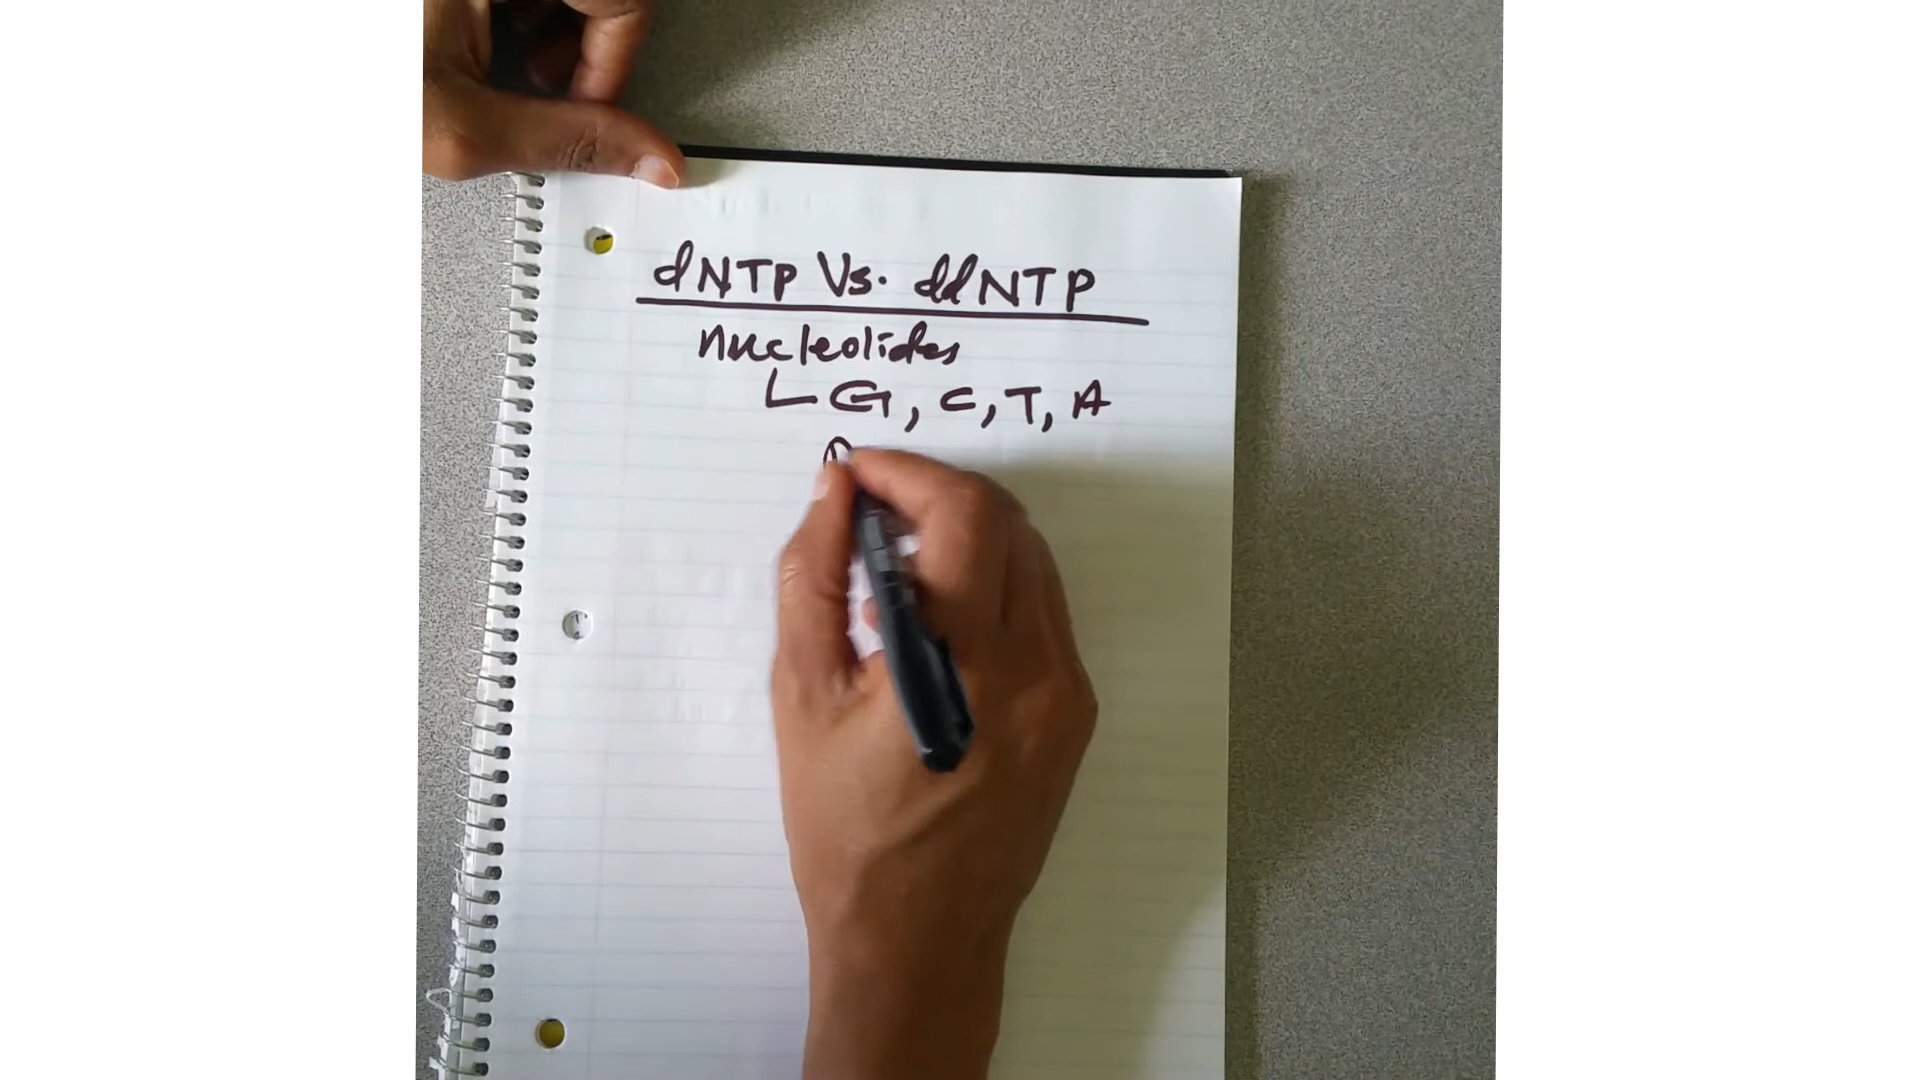 dNTP Vs. ddNTP
nucleotides
G, C, T, A